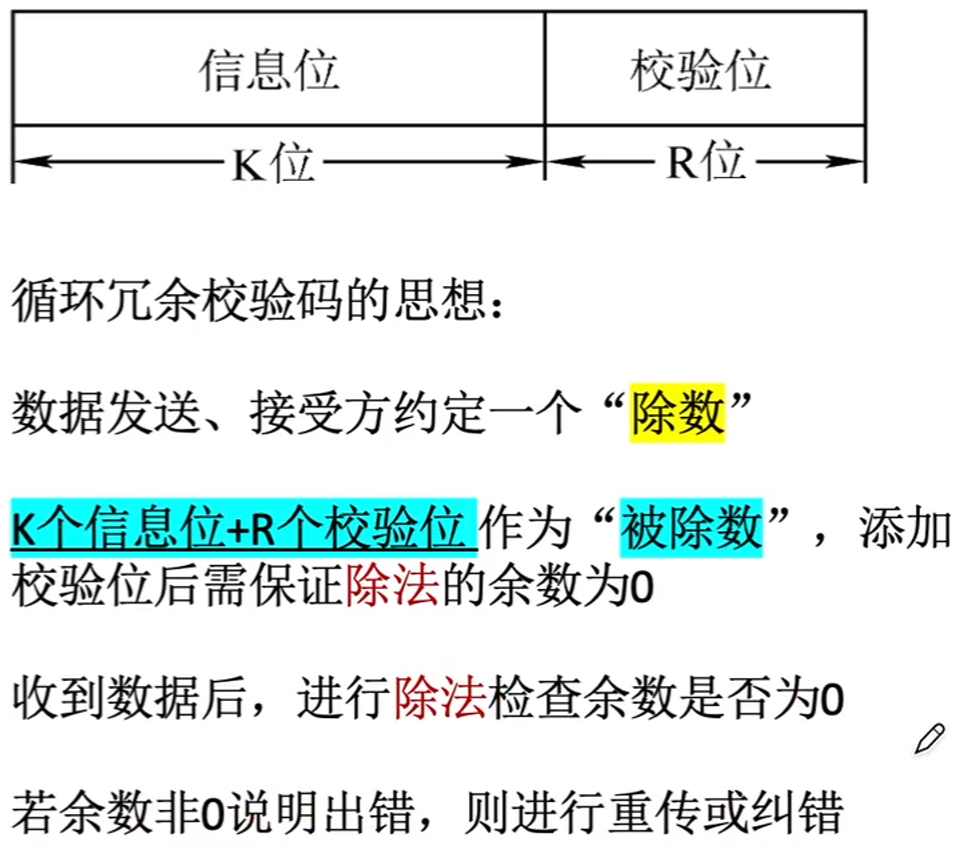 信息位
校验位
K位
R位
循环冗余校验码的思想：
数据发送、接受方约定一个“除数”
K个信息位+R个校验位 作为“被除数”，添加
校验位后需保证除法的余数为0
收到数据后，进行除法检查余数是否为0
若余数非0说明出错，则进行重传或纠错